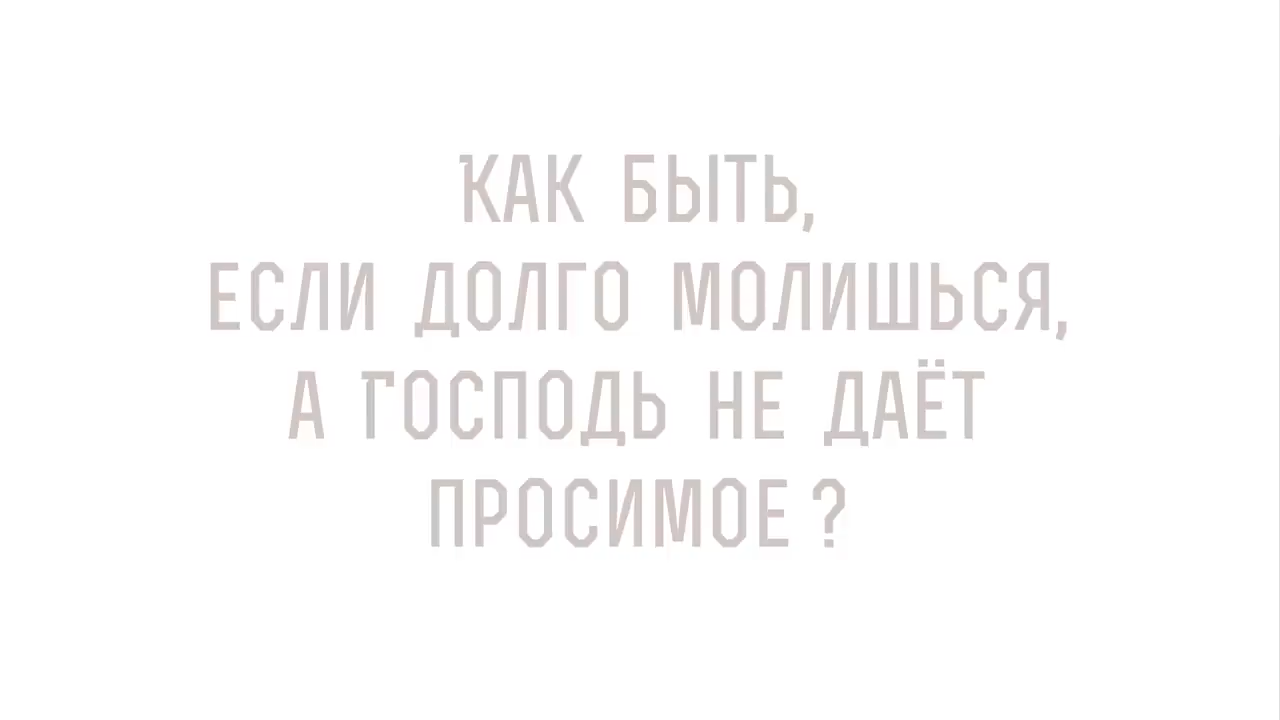 КАК БЫТЬ,
ЕСЛИ ДОЛГО МОЛИШЬСЯ,
А ГОСПОДЬ НЕ ДАЁТ
ПРОСИМОЕ ?